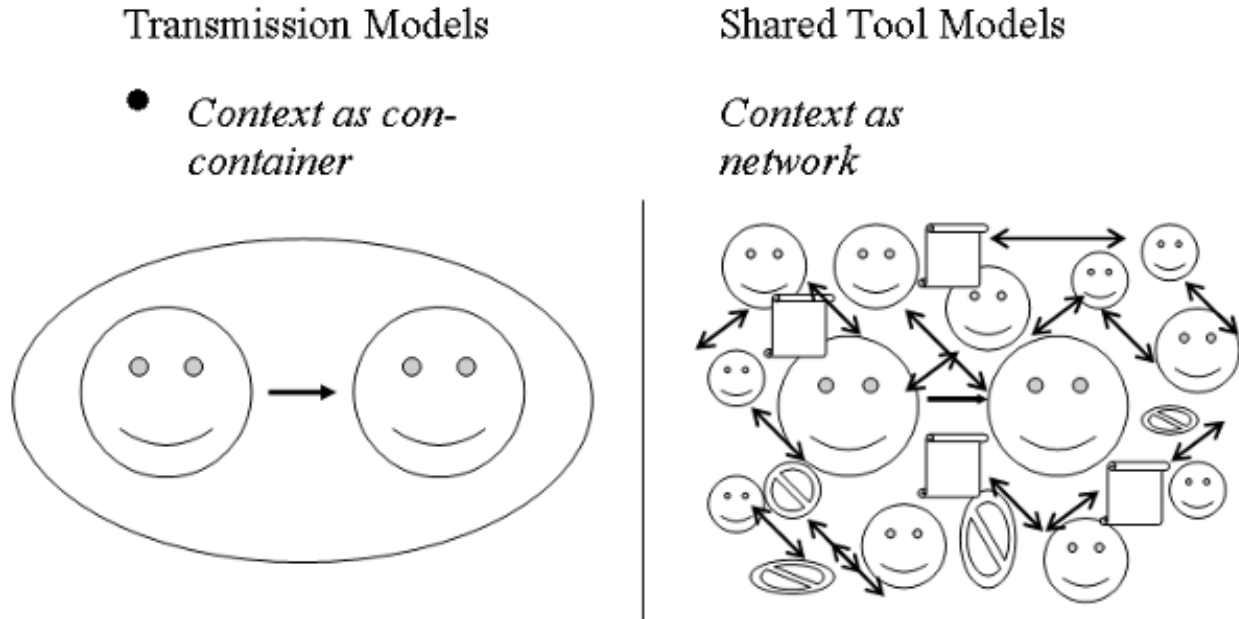 Transmission Models
Shared Tool Models
Context as con-
container
Context as
network